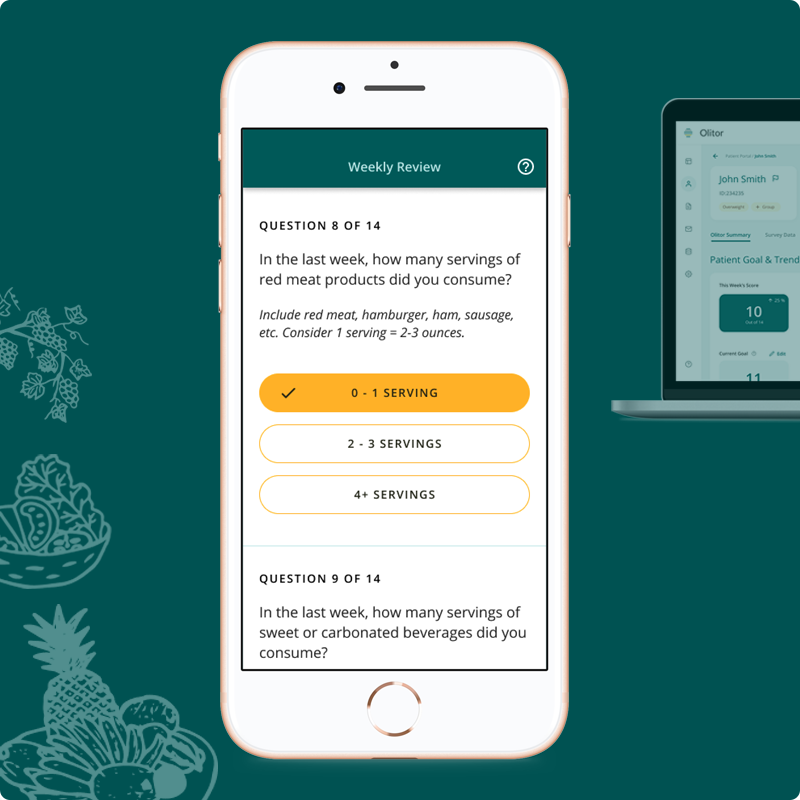 Weekly Review
QUESTION 8 OF 14
In the last week, how many servings of
red meat products did you consume?
Include red meat, hamburger, ham, sausage,
etc. Consider 1 serving = 2-3 ounces.
0 - 1 SERVING
2 - 3 SERVINGS
4+ SERVINGS
QUESTION 9 OF 14
In the last week, how many servings of
sweet or carbonated beverages did you
consume?
Olitor
Patient Portal / John Smith
John Smith
ID:234235
Overweight
Group
Olitor Summary
Survey Data
Patient Goal & Trend
This Week's Score
20 %
10
Out of 14
Current Goal
Edit
11